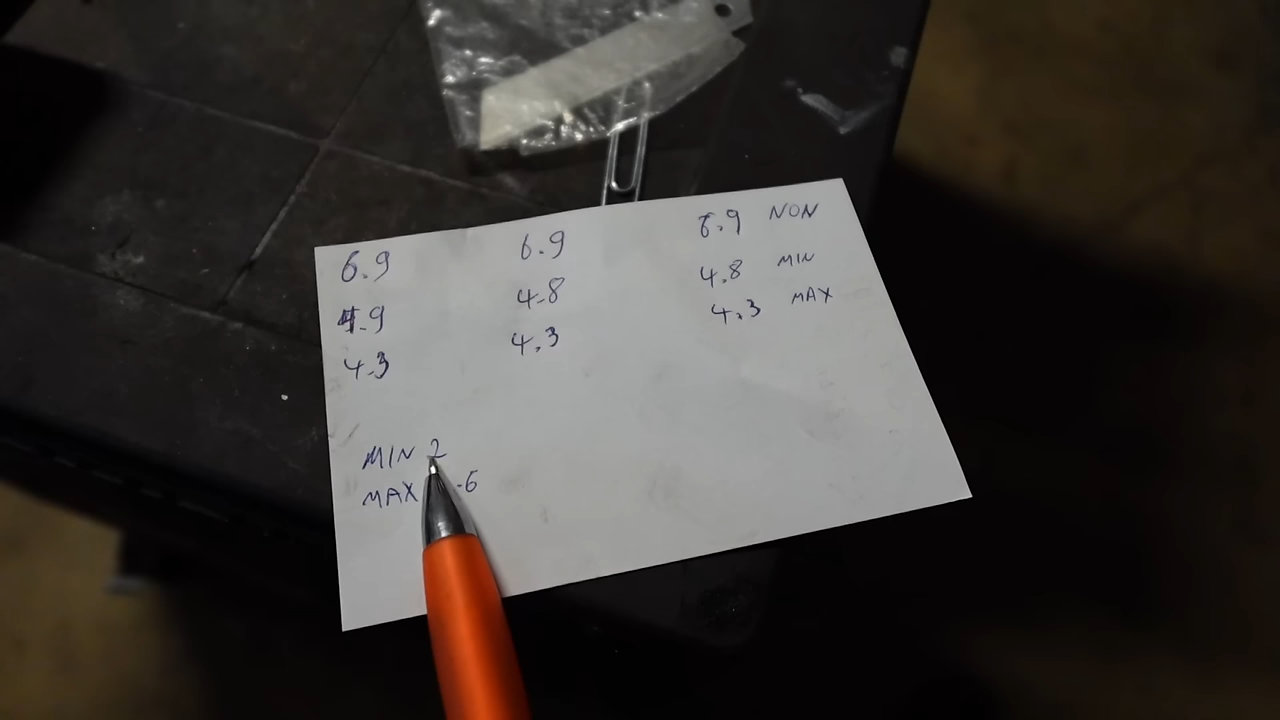 6.9 6.9 6.9 NON
4.9 4.8 4.8 MIN
4.3 4.3 4.3 MAX
MIN 2
MAX .6